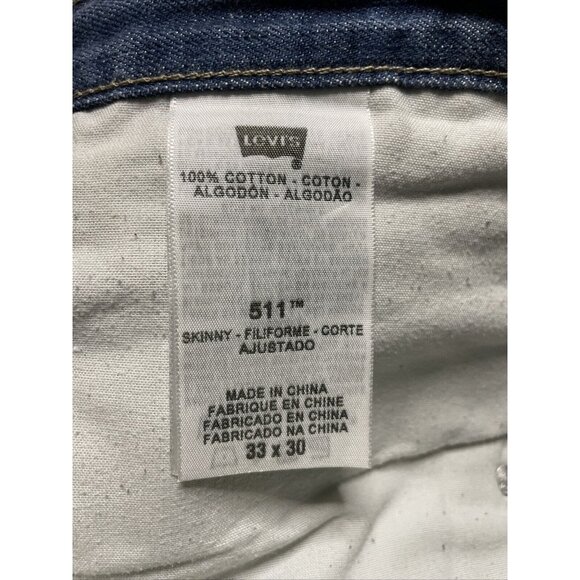 Levi's
®
100% COTTON - COTON -
ALGODÓN - ALGODÃO
511™
SKINNY - FILIFORME - CORTE
AJUSTADO
MADE IN CHINA
FABRIQUE EN CHINE
FABRICADO EN CHINA
FABRICADO NA CHINA
33 x 30